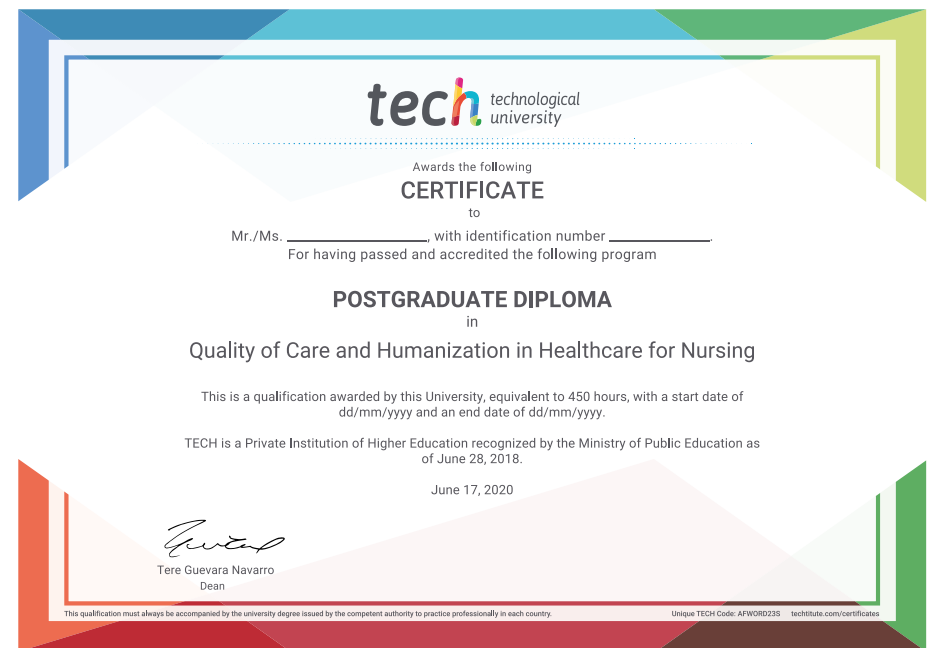 tech technological
university
Awards the following
CERTIFICATE
to
Mr./Ms. ____________, with identification number _________.
For having passed and accredited the following program
POSTGRADUATE DIPLOMA
in
Quality of Care and Humanization in Healthcare for Nursing
This is a qualification awarded by this University, equivalent to 450 hours, with a start date of
dd/mm/yyyy and an end date of dd/mm/yyyy.
TECH is a Private Institution of Higher Education recognized by the Ministry of Public Education as
of June 28, 2018.
June 17, 2020
Tere Guevara Navarro
Dean
This qualification must always be accompanied by the university degree issued by the competent authority to practice professionally in each country. Unique TECH Code: AFWORD23S techtitute.com/certificates